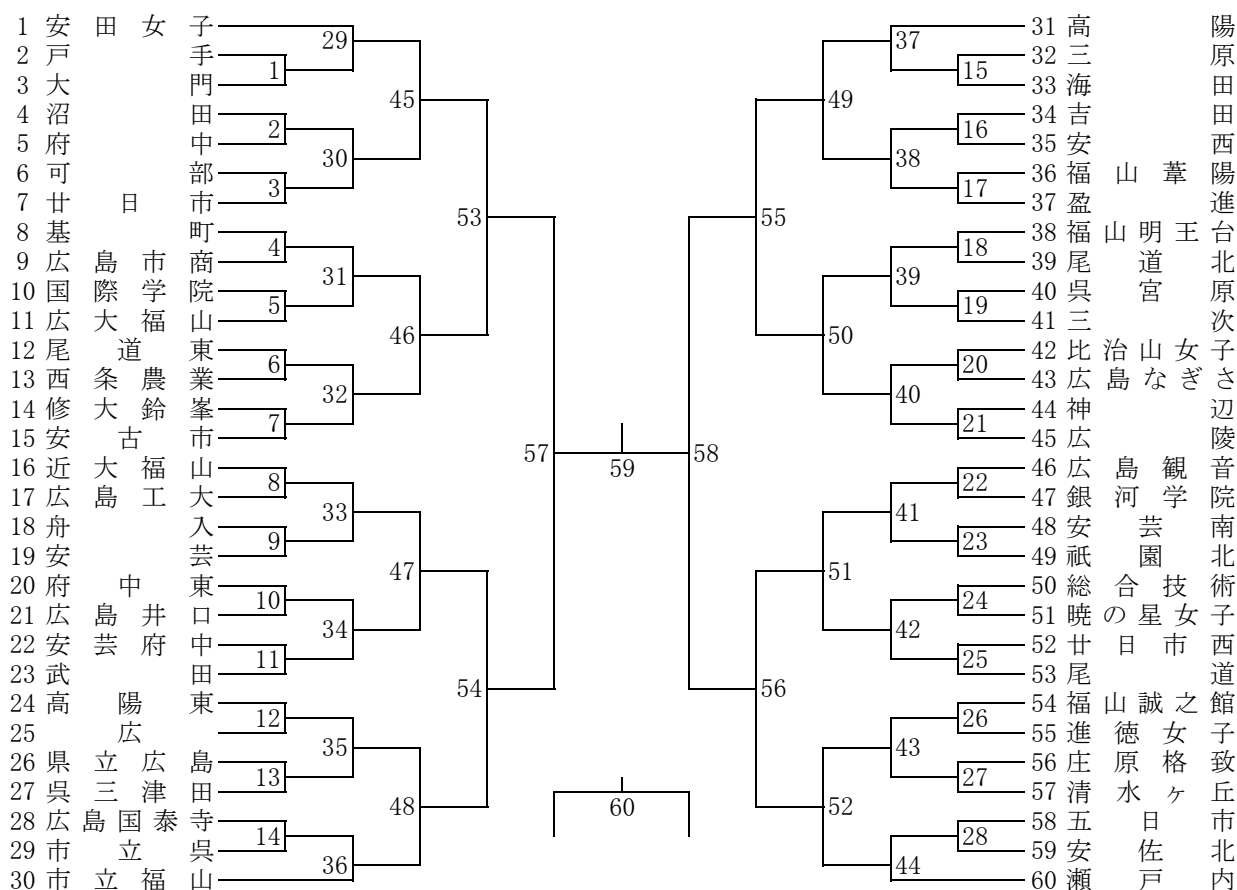 1 安田女子
2 戸手
3 大門
4 沼田
5 府中
6 可部
7 廿日市
8 基町
9 広島市商
10 国際学院
11 広大福山
12 尾道東
13 西条農業
14 修大鈴峯
15 安古市
16 近大福山
17 広島工大
18 舟入
19 安芸
20 府中東
21 広島井口
22 安芸府中
23 武田
24 高陽東
25 広
26 県立広島
27 呉三津田
28 広島国泰寺
29 市立呉
30 市立福山
1
2
3
4
5
6
7
8
9
10
11
12
13
14
29
30
31
32
33
34
35
36
45
46
47
48
53
54
57
59
60
58
55
56
49
50
51
52
37
38
39
40
41
42
43
44
15
16
17
18
19
20
21
22
23
24
25
26
27
28
31 高陽
32 三原
33 海田
34 吉田
35 安西
36 福山葦陽
37 盈進
38 福山明王台
39 尾道北
40 呉宮原
41 三次
42 比治山女子
43 広島なぎさ
44 神辺
45 広陵
46 広島観音
47 銀河学院
48 安芸南
49 祇園北
50 総合技術
51 暁の星女子
52 廿日市西
53 尾道
54 福山誠之館
55 進徳女子
56 庄原格致
57 清水ヶ丘
58 五日市
59 安佐北
60 瀬戸内